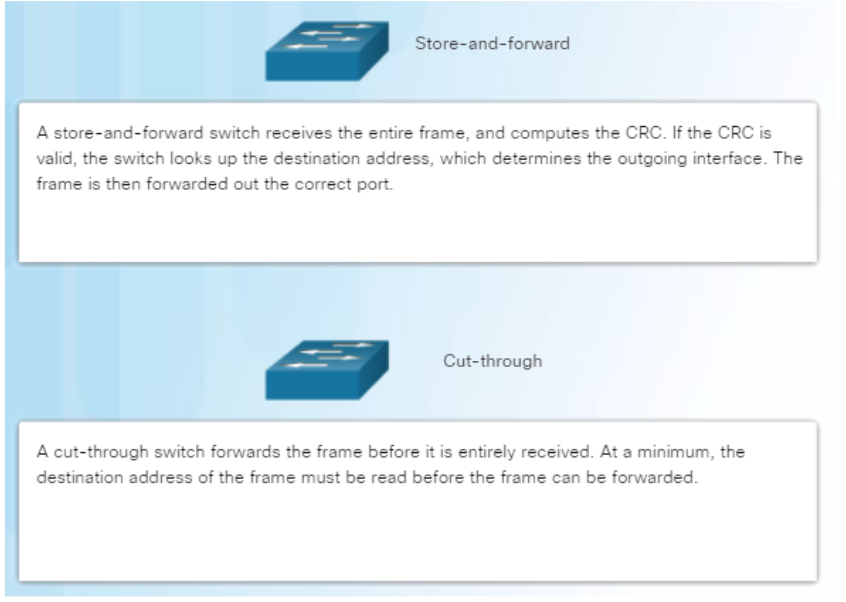 Store-and-forward
A store-and-forward switch receives the entire frame, and computes the CRC. If the CRC is
valid, the switch looks up the destination address, which determines the outgoing interface. The
frame is then forwarded out the correct port.
Cut-through
A cut-through switch forwards the frame before it is entirely received. At a minimum, the
destination address of the frame must be read before the frame can be forwarded.